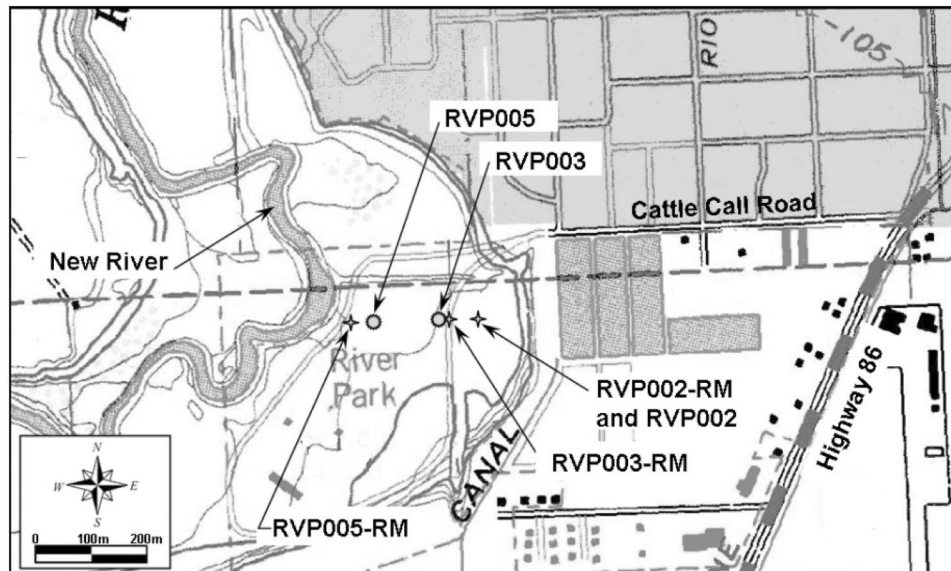 R
RIO
-105
RVP005
RVP003
Cattle Call Road
New River
River
Park
RVP002-RM
and RVP002
Highway 86
CANAL
RVP003-RM
RVP005-RM
N
W E
S
0 100m 200m